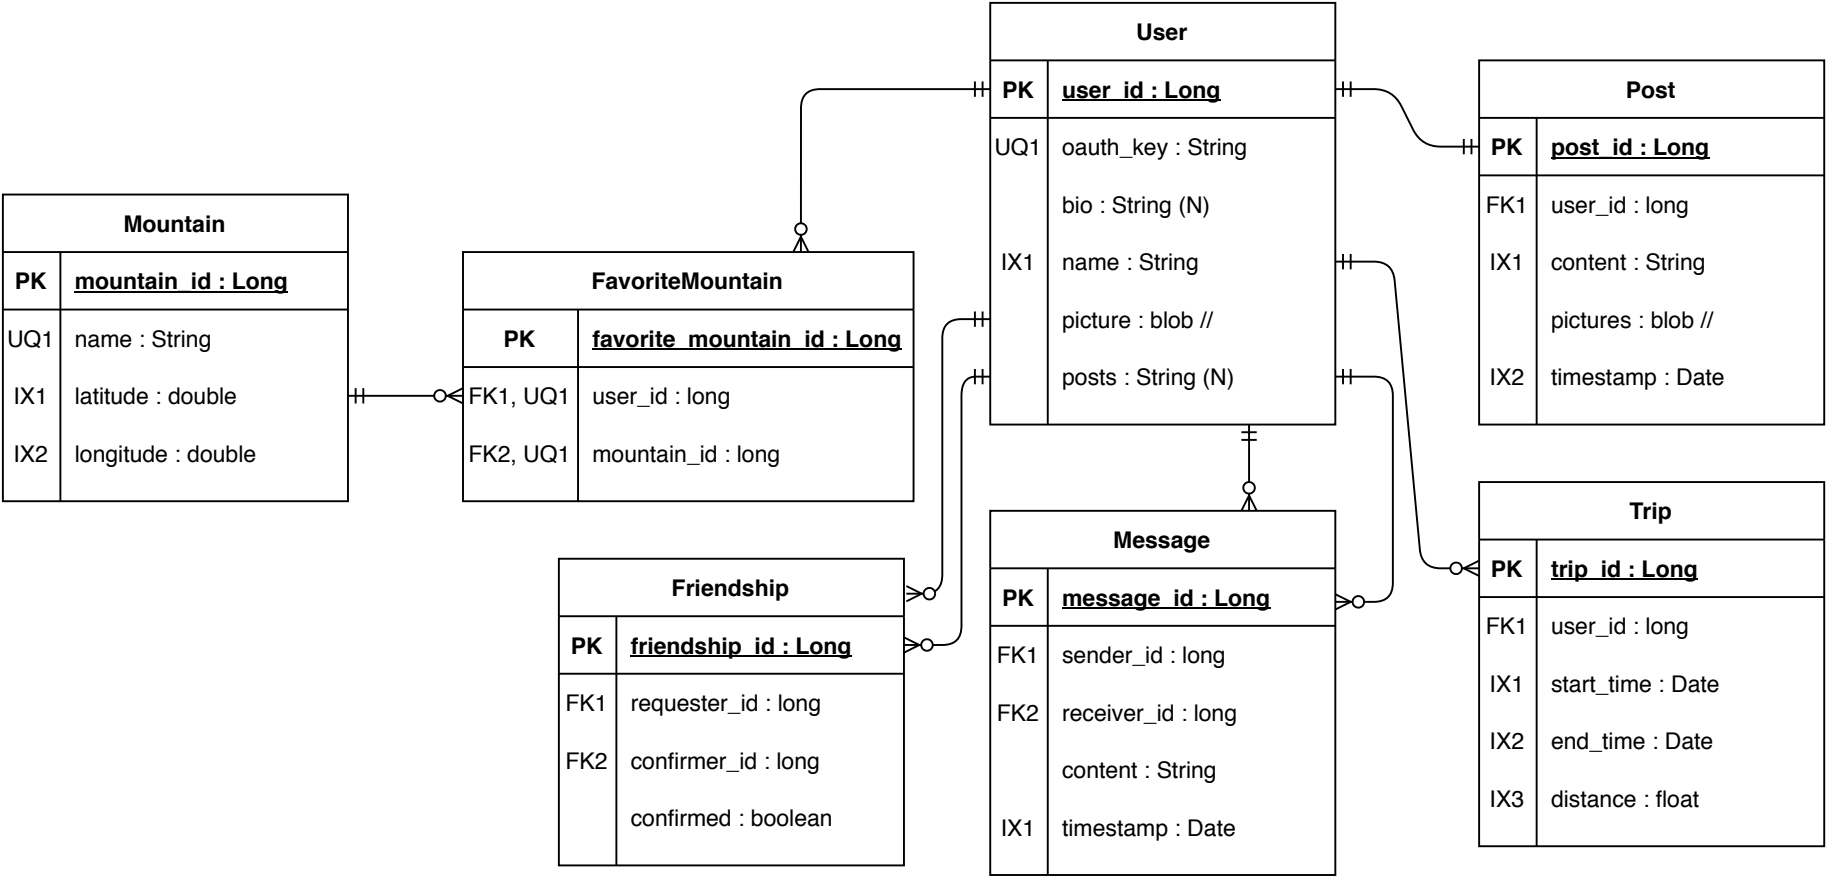 User
PK user_id : Long
UQ1 oauth_key : String
bio : String (N)
IX1 name : String
picture : blob //
posts : String (N)
Post
PK post_id : Long
FK1 user_id : long
IX1 content : String
pictures : blob //
IX2 timestamp : Date
Mountain
PK mountain_id : Long
UQ1 name : String
IX1 latitude : double
IX2 longitude : double
FavoriteMountain
PK favorite_mountain_id : Long
FK1, UQ1 user_id : long
FK2, UQ1 mountain_id : long
Friendship
PK friendship_id : Long
FK1 requester_id : long
FK2 confirmer_id : long
confirmed : boolean
Message
PK message_id : Long
FK1 sender_id : long
FK2 receiver_id : long
content : String
IX1 timestamp : Date
Trip
PK trip_id : Long
FK1 user_id : long
IX1 start_time : Date
IX2 end_time : Date
IX3 distance : float